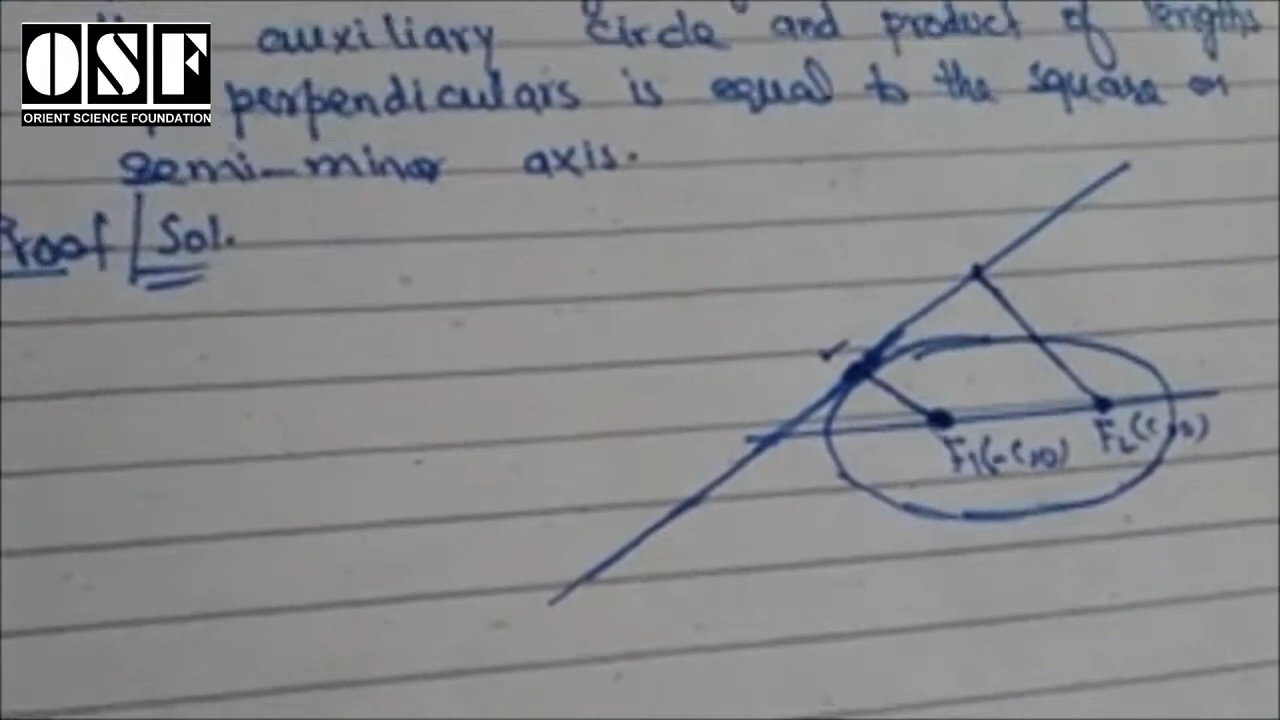 OSF
ORIENT SCIENCE FOUNDATION
auxiliary circle and product of lengths
perpendiculars is equal to the square on
semi-minor axis.
Proof / Sol.
F₁(-c,0)
F₂(c,0)